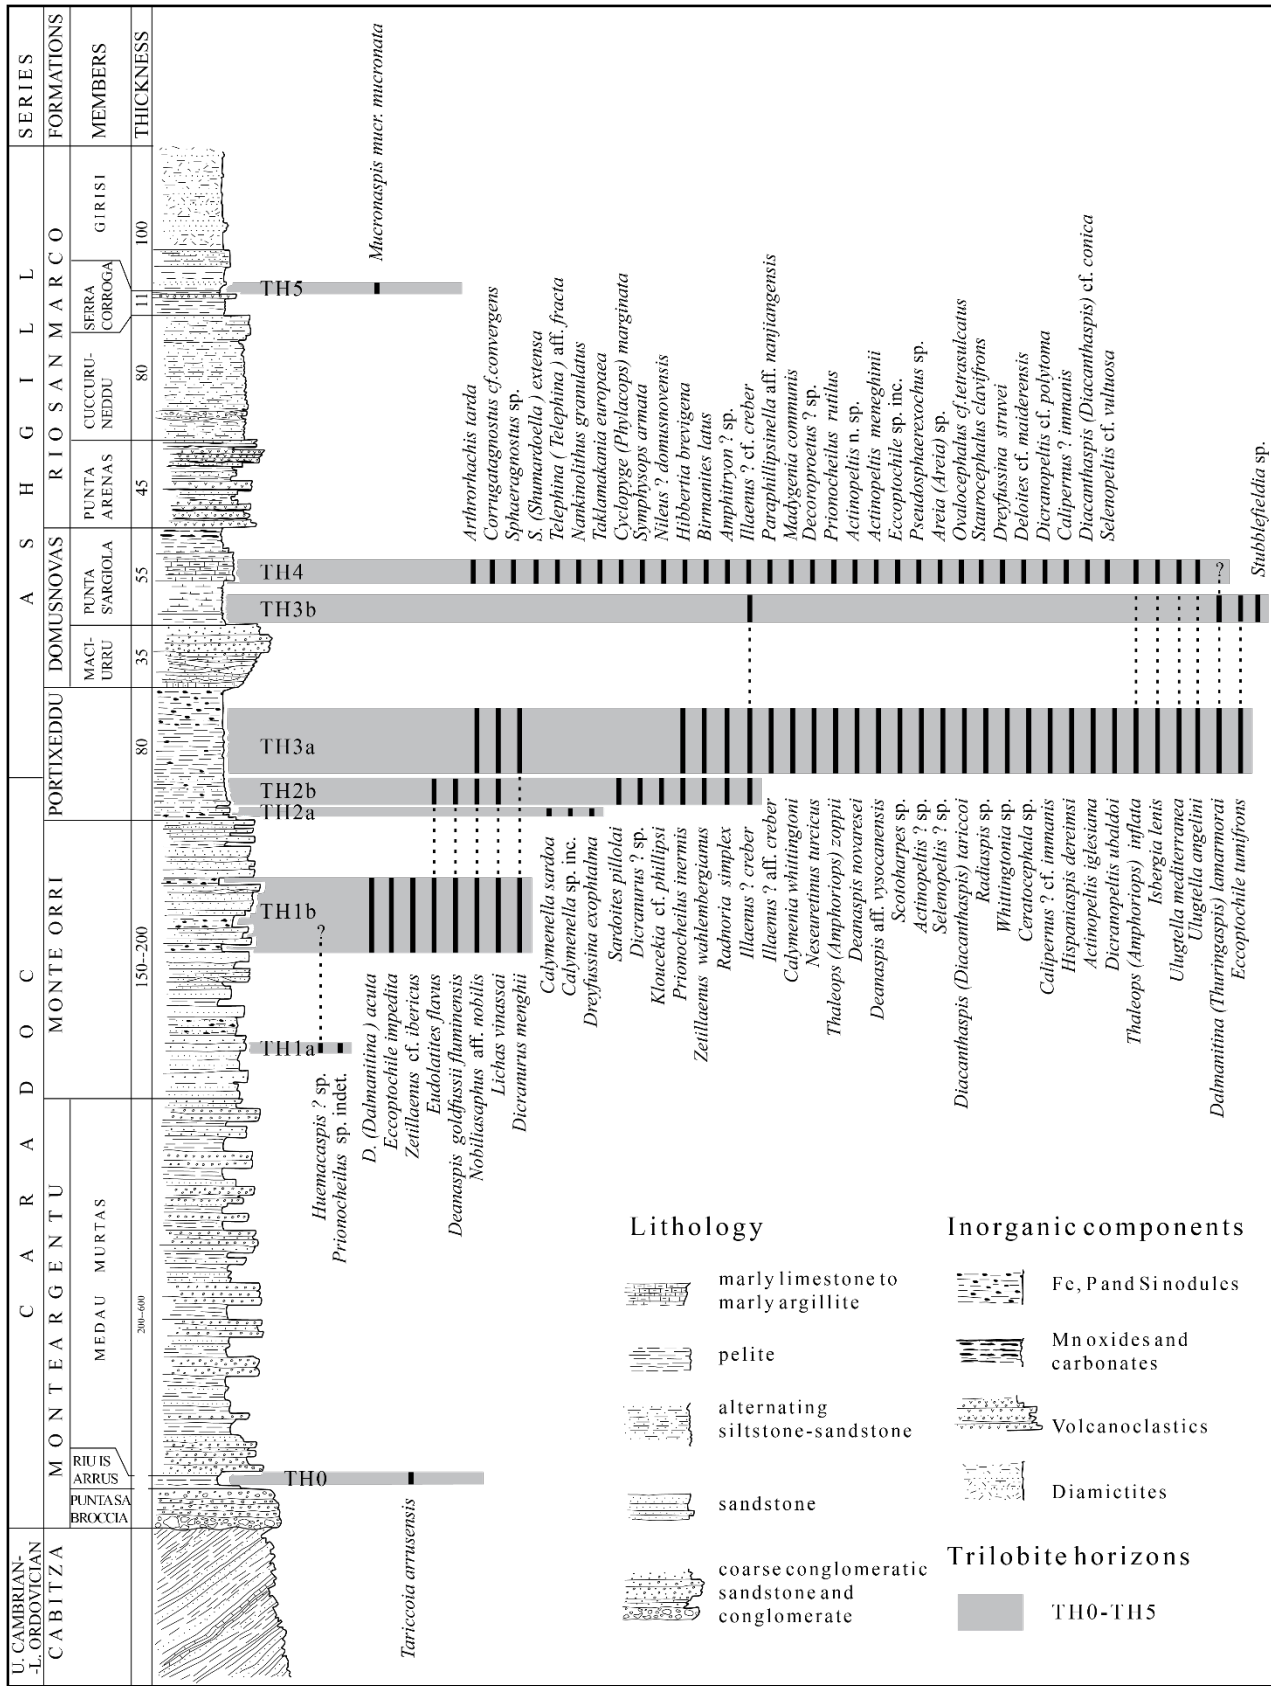 SERIES
FORMATIONS
MEMBERS
THICKNESS
ASHGILL
CARADOC
U. CAMBRIAN-
-L. ORDOVICIAN
RIO SAN MARCO
DOMUSNOVAS
PORTIXEDDU
MONTE ORRI
MONTE ARGENTU
CABITZA
GIRISI
SERRA
CORROGA
CUCCURU-
NEDDU
PUNTA
ARENAS
PUNTA
S'ARGIOLA
MACI-
URRU
MEDAU MURTAS
RIU IS
ARRUS
PUNTA SA
BROCCIA
100
11
80
45
55
35
80
150--200
200--600
TH5
Mucronaspis mucr. mucronata
TH4
?
TH3b
Arthrorhachis tarda
Corrugatagnostus cf. convergens
Sphaeragnostus sp.
S. (Shumardoella) extensa
Telephina (Telephina) aff. fracta
Nankinolithus granulatus
Taklamakania europaea
Cyclopyge (Phylacops) marginata
Symphysops armata
Nileus ? domusnovensis
Hibbertia brevigena
Birmanites latus
Amphitryon ? sp.
Illaenus ? cf. creber
Paraphillipsinella aff. nanjiangensis
Madygenia communis
Decoroproetus ? sp.
Prionocheilus rutilus
Actinopeltis n. sp.
Actinopeltis meneghinii
Eccoptochile sp. inc.
Pseudosphaerexochus sp.
Areia (Areia) sp.
Ovalocephalus cf. tetrasulcatus
Staurocephalus clavifrons
Dreyfussina struvei
Deloites cf. maiderensis
Dicranopeltis cf. polytoma
Calipernus ? immanis
Diacanthaspis (Diacanthaspis) cf. conica
Selenopeltis cf. vultuosa
Stubblefieldia sp.
TH3a
TH2b
TH2a
TH1b
?
TH1a
Huemacaspis ? sp.
Prionocheilus sp. indet.
D. (Dalmanitina) acuta
Eccoptochile impedita
Zetillaenus cf. ibericus
Eudolatites flavus
Deanaspis goldfussii fluminensis
Nobiliasaphus aff. nobilis
Lichas vinassai
Dicranurus menghii
Calymenella sardoa
Calymenella sp. inc.
Dreyfussina exophtalma
Sardoites pillolai
Dicranurus ? sp.
Kloucekia cf. phillipsi
Prionocheilus inermis
Zetillaenus wahlembergianus
Radnoria simplex
Illaenus ? creber
Illaenus ? aff. creber
Calymenia whittingtoni
Neseuretinus turcicus
Thaleops (Amphoriops) zoppii
Deanaspis novaresei
Deanaspis aff. vysocanensis
Scotoharpes sp.
Actinopeltis ? sp.
Selenopeltis ? sp.
Diacanthaspis (Diacanthaspis) tariccoi
Radiaspis sp.
Whittingtonia sp.
Ceratocephala sp.
Calipernus ? cf. immanis
Hispaniaspis dereimsi
Actinopeltis iglesiana
Dicranopeltis ubaldoi
Thaleops (Amphoriops) inflata
Isbergia lenis
Ulugtella mediterranea
Ulugtella angelini
Dalmanitina (Thuringaspis) lamarmorai
Eccoptochile tumifrons
TH0
Tariccoia arrusensis
Lithology
marly limestone to
marly argillite
pelite
alternating
siltstone-sandstone
sandstone
coarse conglomeratic
sandstone and
conglomerate
Inorganic components
Fe, P and Si nodules
Mn oxides and
carbonates
Volcanoclastics
Diamictites
Trilobite horizons
TH0-TH5